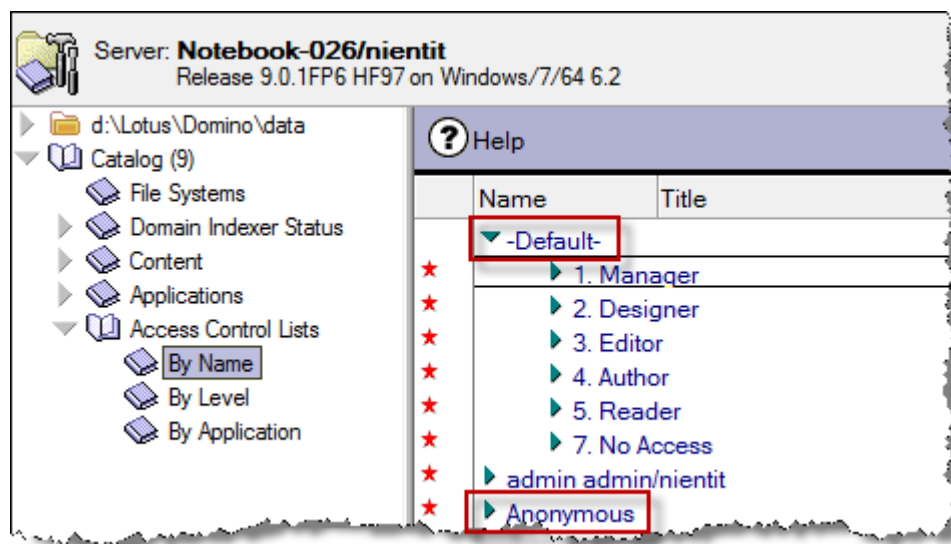 Server: Notebook-026/nientit
Release 9.0.1FP6 HF97 on Windows/7/64 6.2
d:\Lotus\Domino\data
Catalog (9)
File Systems
Domain Indexer Status
Content
Applications
Access Control Lists
By Name
By Level
By Application
? Help
Name Title
-Default-
1. Manager
2. Designer
3. Editor
4. Author
5. Reader
7. No Access
admin admin/nientit
Anonymous